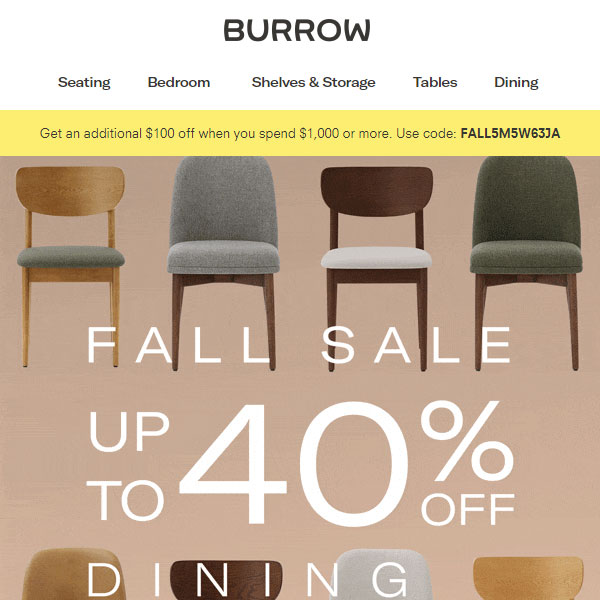 BURROW
Seating Bedroom Shelves & Storage Tables Dining
Get an additional $100 off when you spend $1,000 or more. Use code: FALL5M5W63JA
FALL SALE
UP TO 40% OFF
DINING